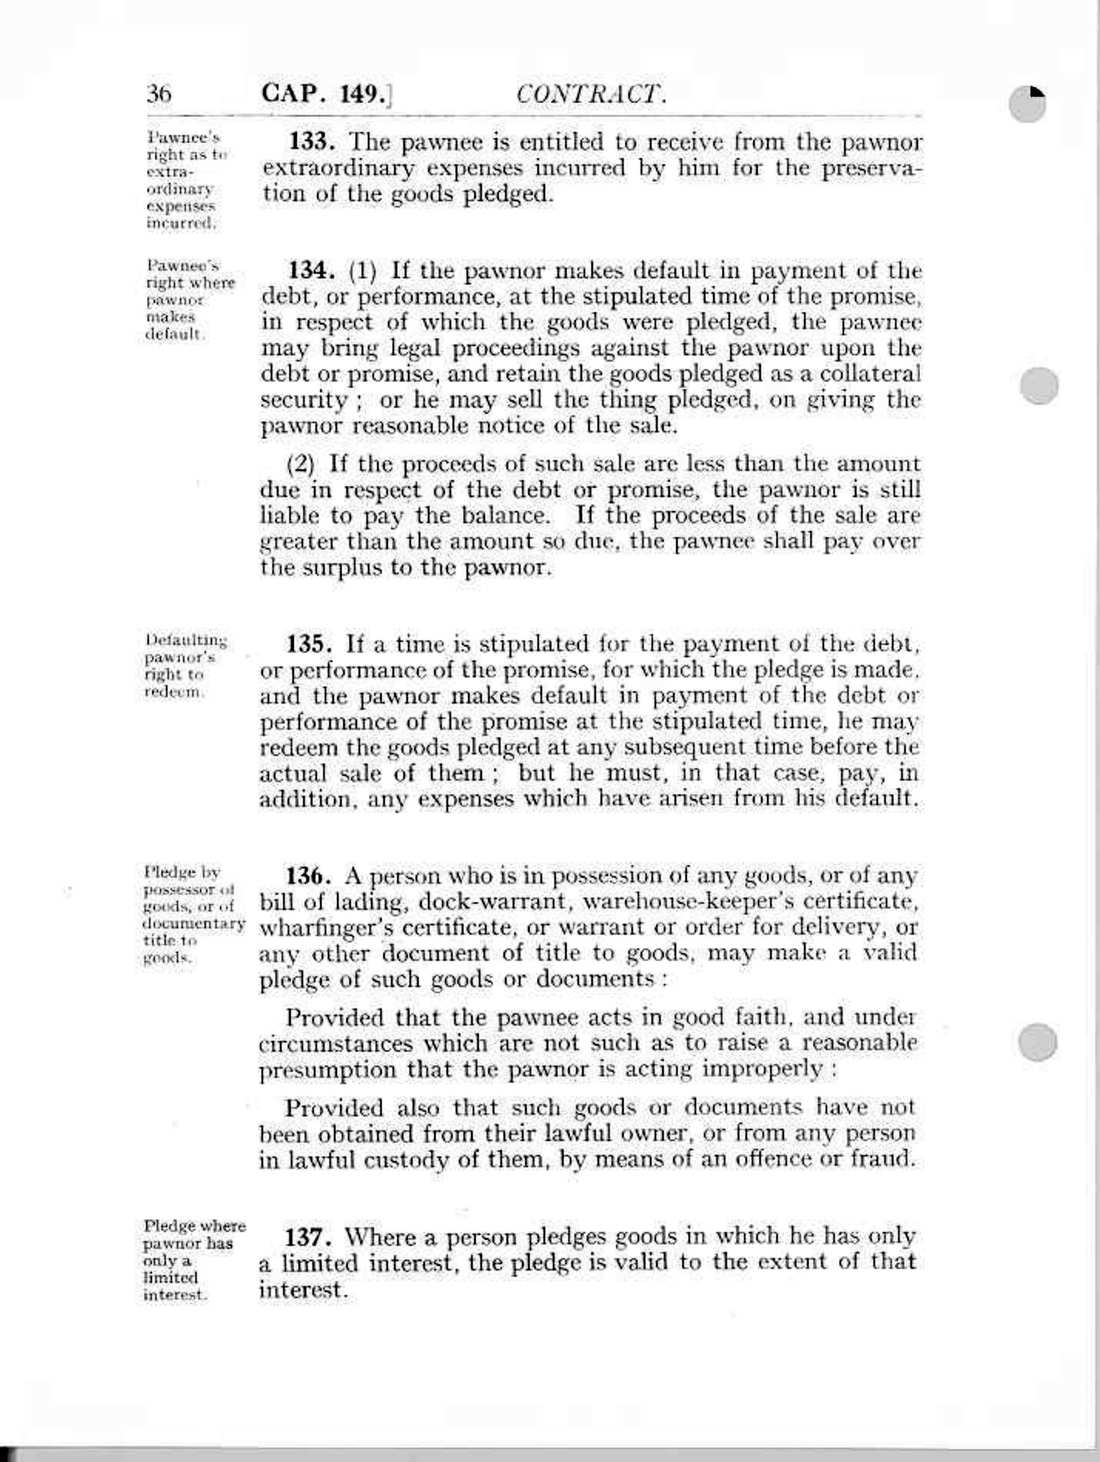 36 CAP. 149.] CONTRACT.
Pawnee's
right as to
extra-
ordinary
expenses
incurred.
133. The pawnee is entitled to receive from the pawnor
extraordinary expenses incurred by him for the preserva-
tion of the goods pledged.
Pawnee's
right where
pawnor
makes
default.
134. (1) If the pawnor makes default in payment of the
debt, or performance, at the stipulated time of the promise,
in respect of which the goods were pledged, the pawnee
may bring legal proceedings against the pawnor upon the
debt or promise, and retain the goods pledged as a collateral
security ; or he may sell the thing pledged, on giving the
pawnor reasonable notice of the sale.
(2) If the proceeds of such sale are less than the amount
due in respect of the debt or promise, the pawnor is still
liable to pay the balance. If the proceeds of the sale are
greater than the amount so due, the pawnee shall pay over
the surplus to the pawnor.
Defaulting
pawnor's
right to
redeem.
135. If a time is stipulated for the payment of the debt,
or performance of the promise, for which the pledge is made,
and the pawnor makes default in payment of the debt or
performance of the promise at the stipulated time, he may
redeem the goods pledged at any subsequent time before the
actual sale of them ; but he must, in that case, pay, in
addition, any expenses which have arisen from his default.
Pledge by
possessor of
goods, or of
documentary
title to
goods.
136. A person who is in possession of any goods, or of any
bill of lading, dock-warrant, warehouse-keeper's certificate,
wharfinger's certificate, or warrant or order for delivery, or
any other document of title to goods, may make a valid
pledge of such goods or documents :
Provided that the pawnee acts in good faith, and under
circumstances which are not such as to raise a reasonable
presumption that the pawnor is acting improperly :
Provided also that such goods or documents have not
been obtained from their lawful owner, or from any person
in lawful custody of them, by means of an offence or fraud.
Pledge where
pawnor has
only a
limited
interest.
137. Where a person pledges goods in which he has only
a limited interest, the pledge is valid to the extent of that
interest.